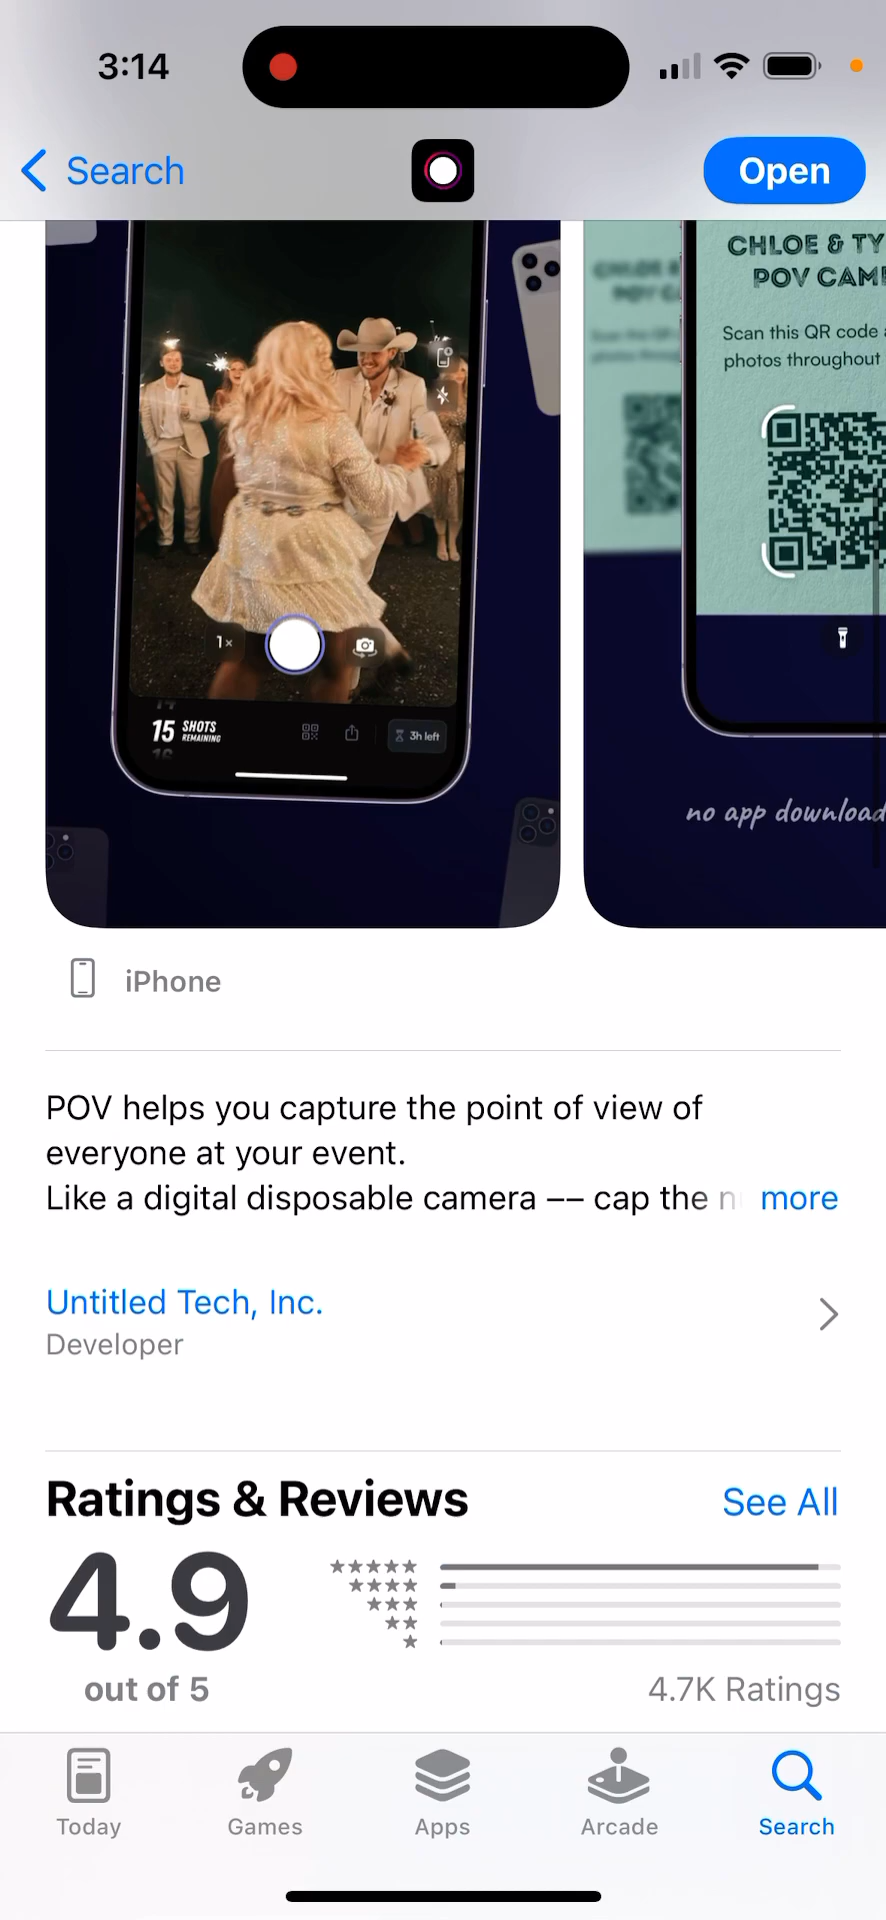 3:14
Search
Open
1×
15 SHOTS
REMAINING
3h left
CHLOE & TY
POV CAM
Scan this QR code
photos throughout
no app download
iPhone
POV helps you capture the point of view of
everyone at your event.
Like a digital disposable camera -- cap the more
Untitled Tech, Inc.
Developer
Ratings & Reviews
See All
4.9
out of 5
4.7K Ratings
Today
Games
Apps
Arcade
Search